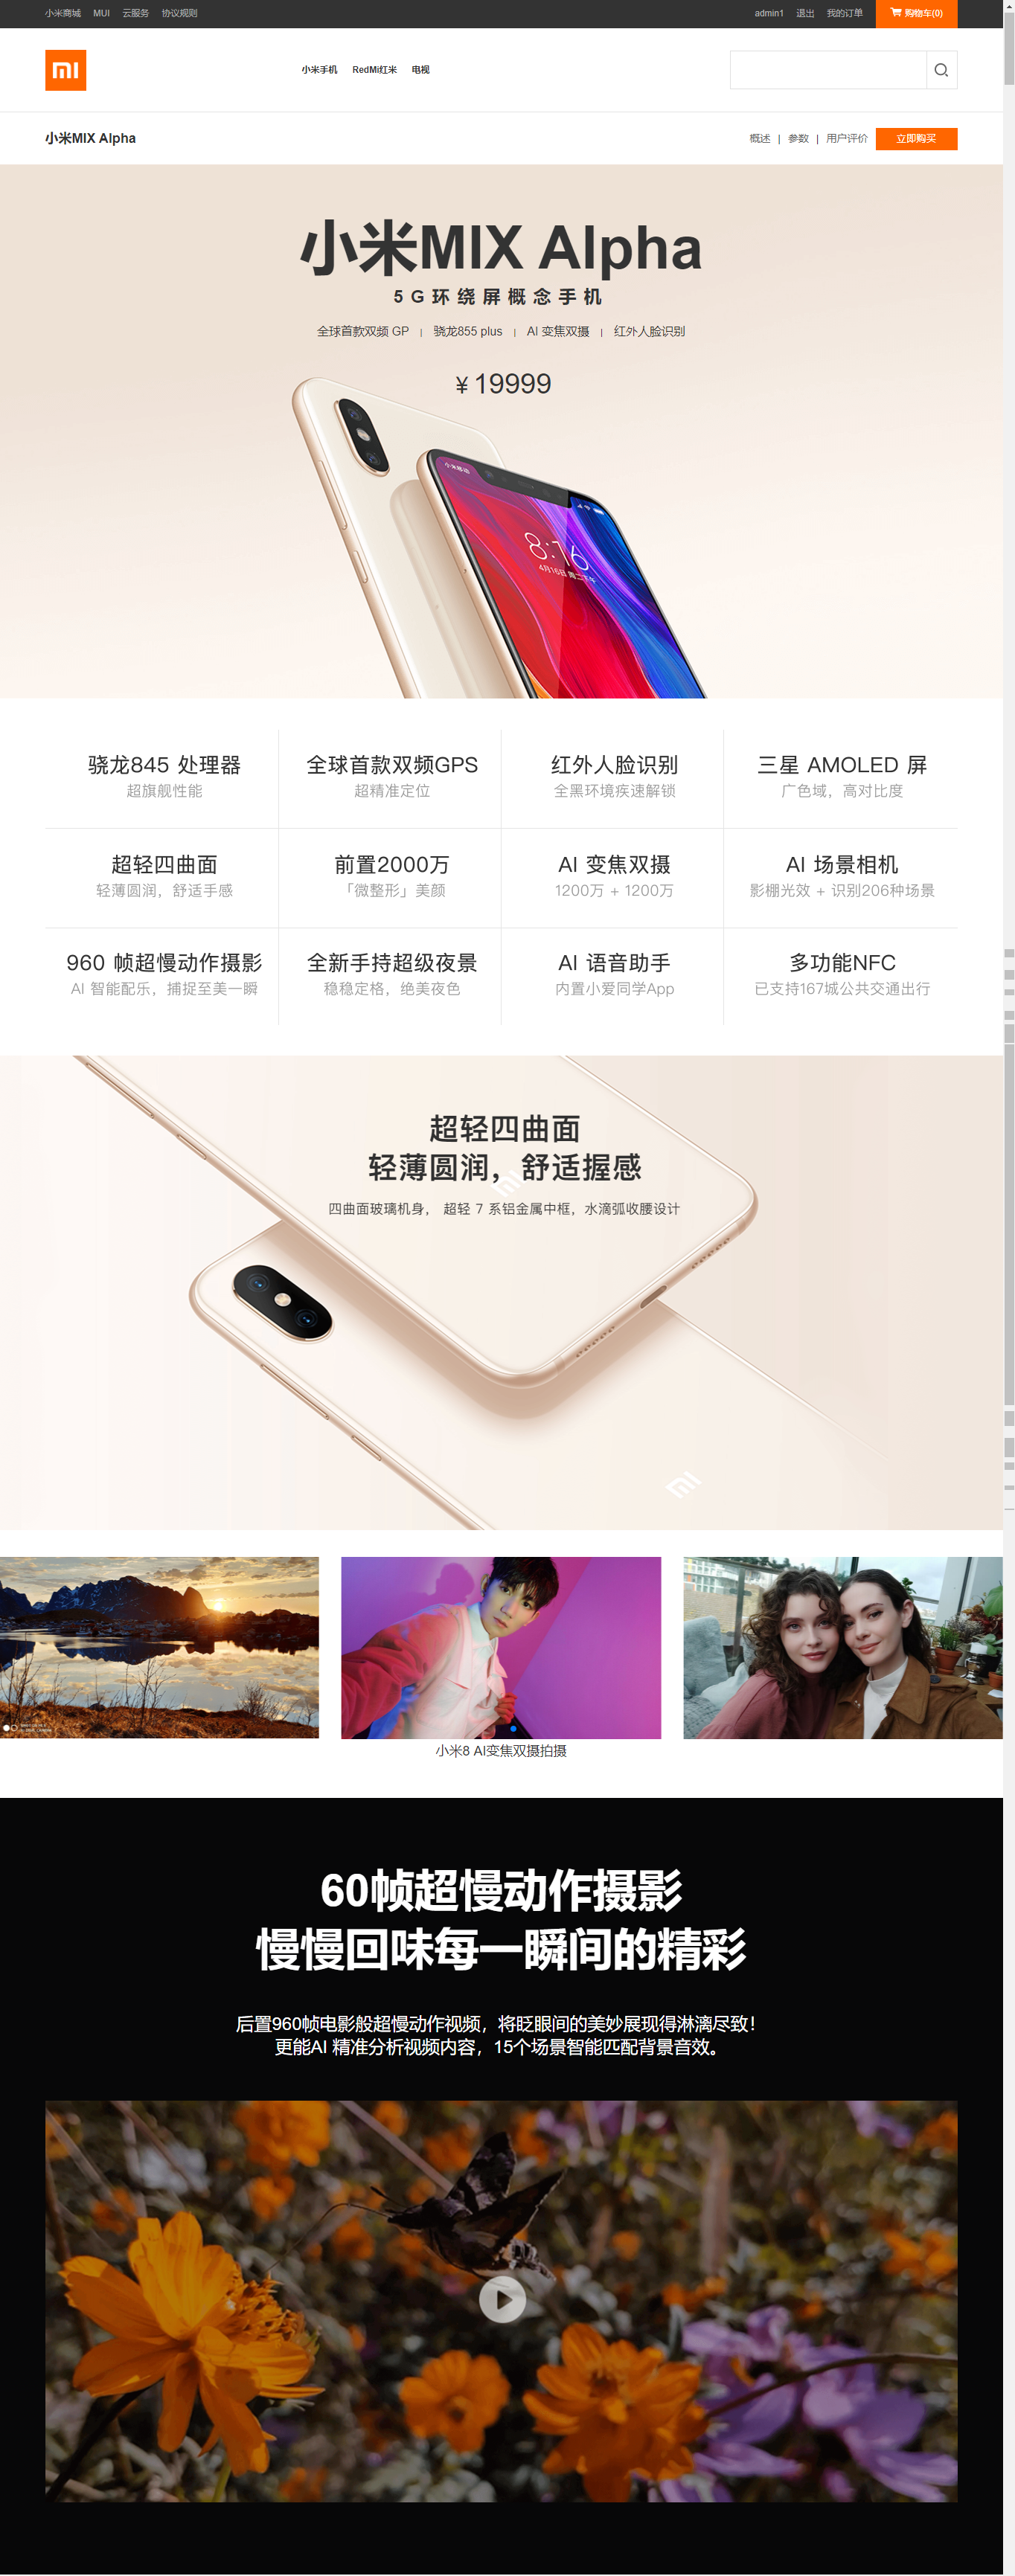 小米商城 MUI 云服务 协议规则 admin1 退出 我的订单 购物车(0)
小米手机 RedMi红米 电视
小米MIX Alpha 概述 | 参数 | 用户评价 立即购买
小米MIX Alpha
5G环绕屏概念手机
全球首款双频 GP | 骁龙855 plus | AI 变焦双摄 | 红外人脸识别
¥ 19999
小米移动
8:16
4月16日 周二下午
骁龙845 处理器 全球首款双频GPS 红外人脸识别 三星 AMOLED 屏
超旗舰性能 超精准定位 全黑环境疾速解锁 广色域，高对比度
超轻四曲面 前置2000万 AI 变焦双摄 AI 场景相机
轻薄圆润，舒适手感 「微整形」美颜 1200万 + 1200万 影棚光效 + 识别206种场景
960 帧超慢动作摄影 全新手持超级夜景 AI 语音助手 多功能NFC
AI 智能配乐，捕捉至美一瞬 稳稳定格，绝美夜色 内置小爱同学App 已支持167城公共交通出行
超轻四曲面
轻薄圆润，舒适握感
四曲面玻璃机身， 超轻 7 系铝金属中框，水滴弧收腰设计
小米8 AI变焦双摄拍摄
60帧超慢动作摄影
慢慢回味每一瞬间的精彩
后置960帧电影般超慢动作视频，将眨眼间的美妙展现得淋漓尽致！
更能AI 精准分析视频内容，15个场景智能匹配背景音效。